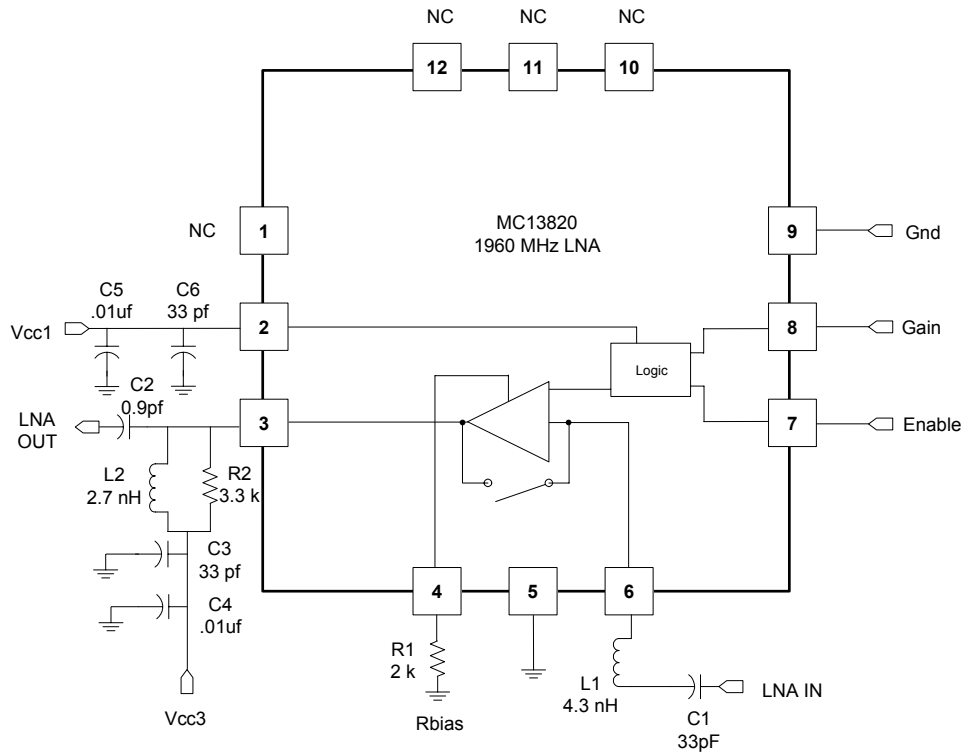 NC
NC
NC
12
11
10
NC
1
MC13820
1960 MHz LNA
9
Gnd
C5
.01uf
C6
33 pf
Vcc1
2
8
Gain
Logic
C2
0.9pf
LNA
OUT
3
7
Enable
L2
2.7 nH
R2
3.3 k
C3
33 pf
4
5
6
C4
.01uf
R1
2 k
L1
4.3 nH
LNA IN
Vcc3
Rbias
C1
33pF